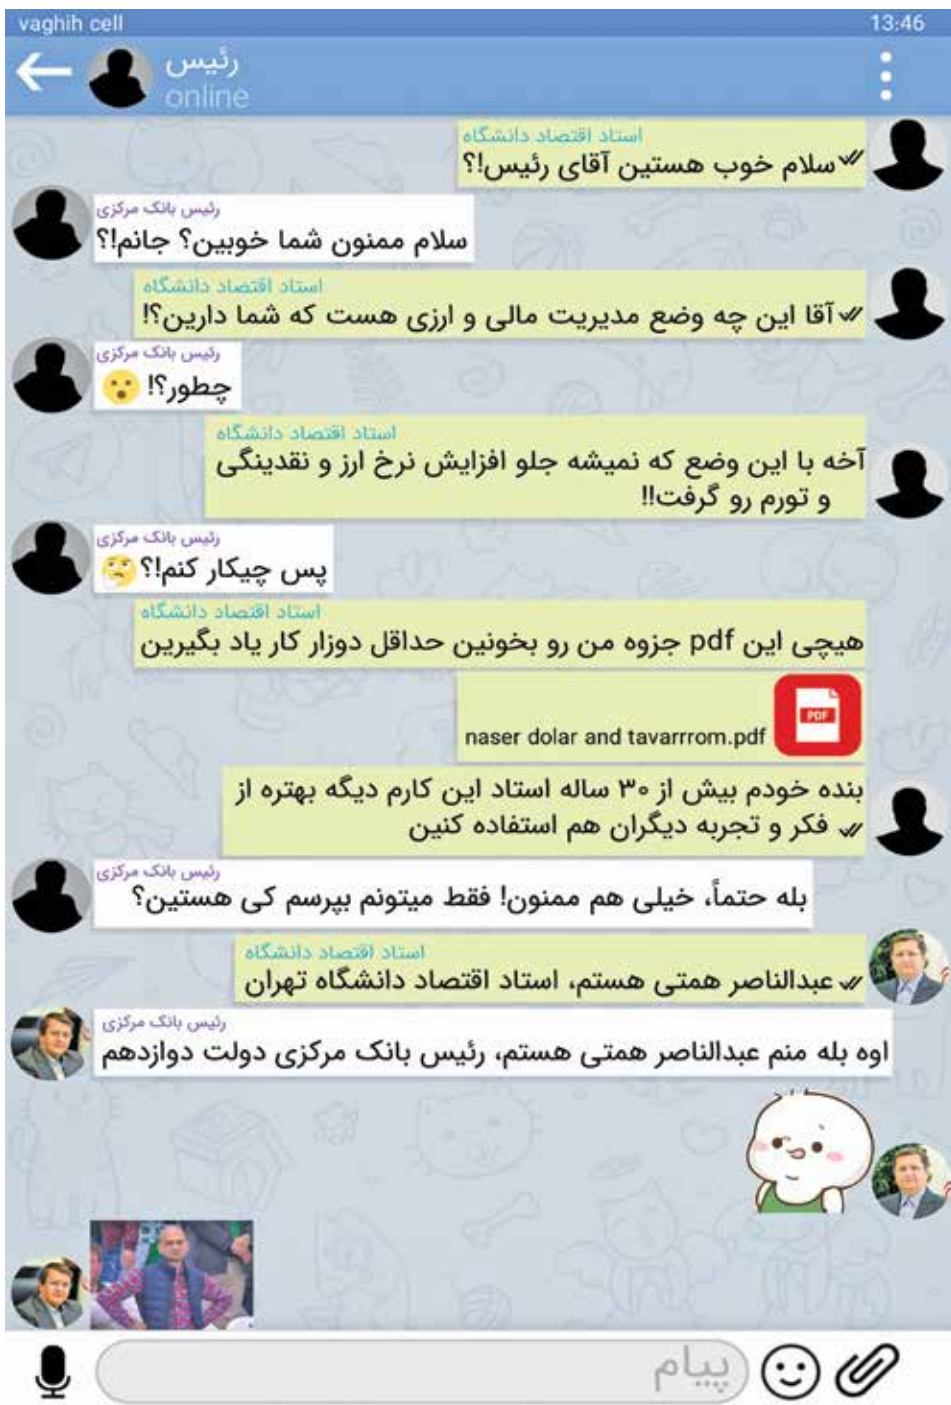 vaghih cell
13:46
رئیس
online
استاد اقتصاد دانشگاه
سلام خوب هستین آقای رئیس!؟
رئیس بانک مرکزی
سلام ممنون شما خوبین؟ جانم!؟
استاد اقتصاد دانشگاه
آقا این چه وضع مدیریت مالی و ارزی هست که شما دارین؟!
رئیس بانک مرکزی
چطور؟! 😮
استاد اقتصاد دانشگاه
آخه با این وضع که نمیشه جلو افزایش نرخ ارز و نقدینگی
و تورم رو گرفت!!
رئیس بانک مرکزی
پس چیکار کنم!؟ 🤔
استاد اقتصاد دانشگاه
هیچی این pdf جزوه من رو بخونین حداقل دوزار کار یاد بگیرین
PDF
naser dolar and tavarrrom.pdf
بنده خودم بیش از ۳۰ ساله استاد این کارم دیگه بهتره از
فکر و تجربه دیگران هم استفاده کنین
رئیس بانک مرکزی
بله حتماً، خیلی هم ممنون! فقط میتونم بپرسم کی هستین؟
استاد اقتصاد دانشگاه
عبدالناصر همتی هستم، استاد اقتصاد دانشگاه تهران
رئیس بانک مرکزی
اوه بله منم عبدالناصر همتی هستم، رئیس بانک مرکزی دولت دوازدهم
پیام